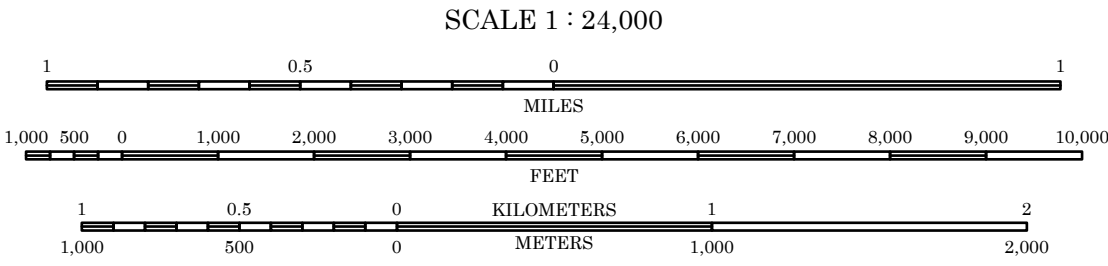 SCALE 1 : 24,000
1 0.5 0 1
MILES
1,000 500 0 1,000 2,000 3,000 4,000 5,000 6,000 7,000 8,000 9,000 10,000
FEET
1 0.5 0 KILOMETERS 1 2
1,000 500 0 METERS 1,000 2,000